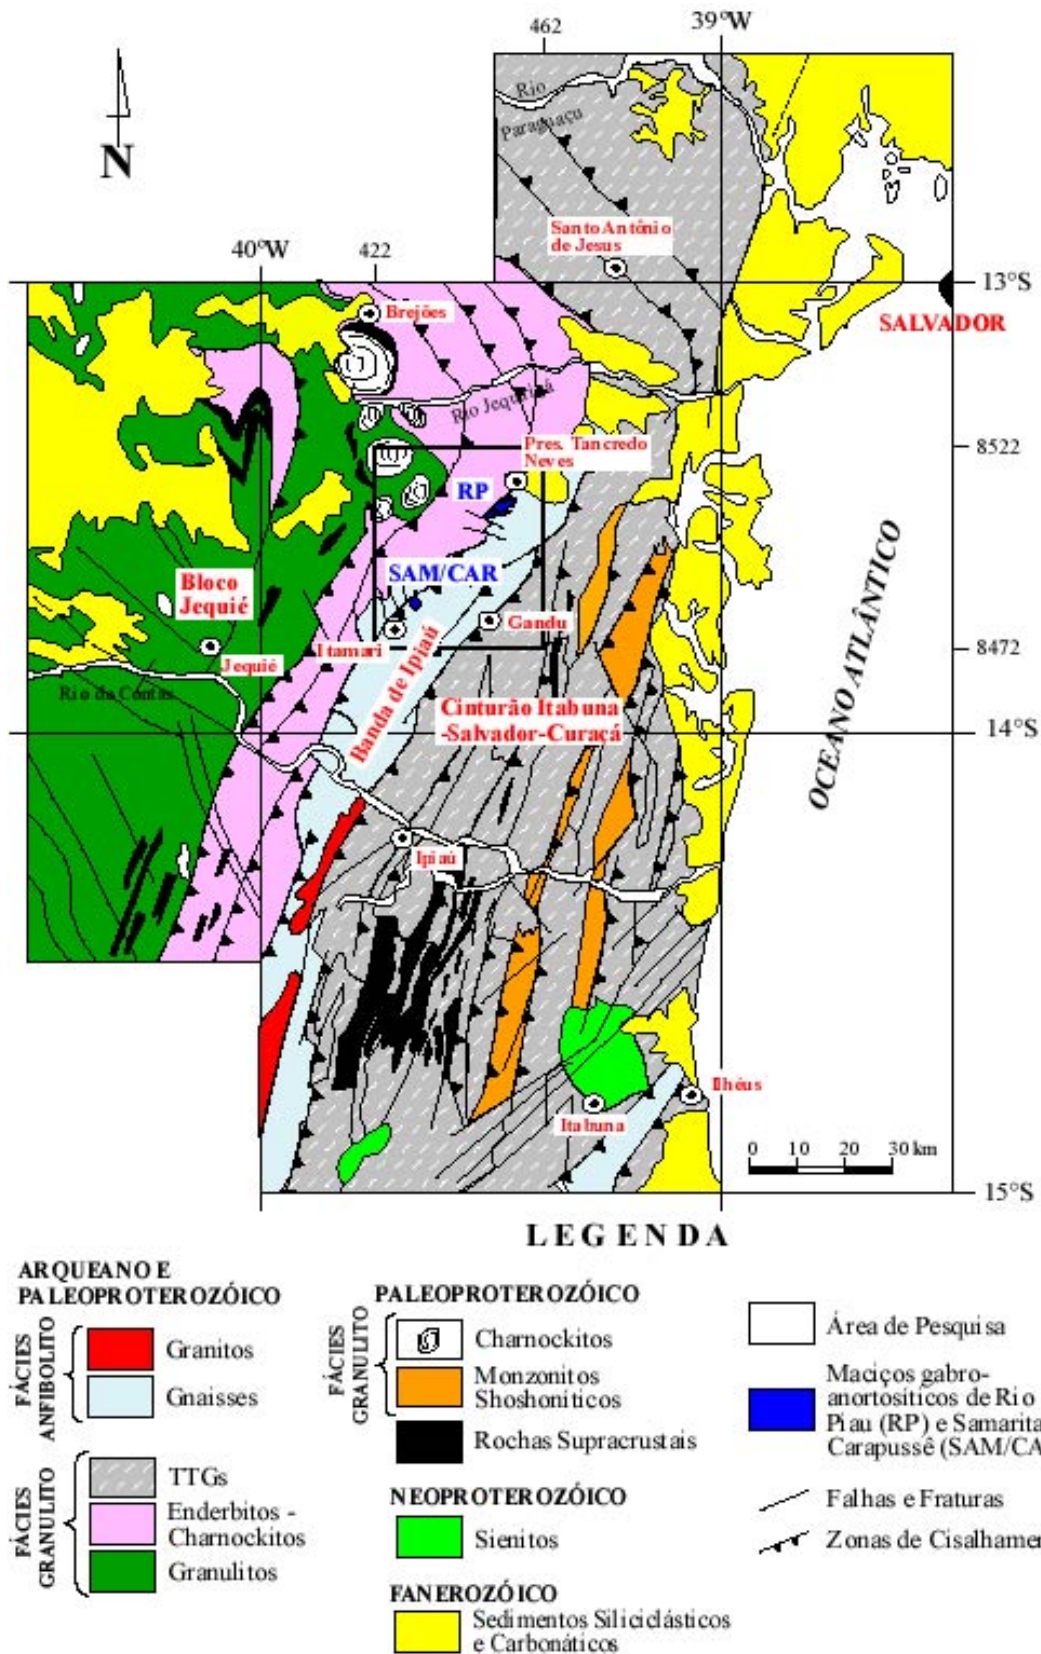 462
39°W
N
Rio
Paraguaçu
Santo Antônio
de Jesus
40°W
422
13°S
Brejões
SALVADOR
Rio Jequiriçá
Pres. Tancredo
Neves
8522
RP
SAM/CAR
Bloco
Jequié
Gandu
Itamari
Jequié
8472
Rio de Contas
Banda de Ipiaú
Cinturão Itabuna
-Salvador-Curaçá
14°S
OCEANO ATLÂNTICO
Ipiaú
Ilhéus
Itabuna
0 10 20 30 km
15°S
LEGENDA
ARQUEANO E
PALEOPROTEROZÓICO
FÁCIES
ANFIBOLITO
Granitos
Gnaisses
FÁCIES
GRANULITO
TTGs
Enderbitos -
Charnockitos
Granulitos
PALEOPROTEROZÓICO
FÁCIES
GRANULITO
Charnockitos
Monzonitos
Shoshoníticos
Rochas Supracrustais
NEOPROTEROZÓICO
Sienitos
FANEROZÓICO
Sedimentos Siliciclásticos
e Carbonáticos
Área de Pesquisa
Maciços gabro-
anortosíticos de Rio
Piau (RP) e Samarita
Carapussê (SAM/CA
Falhas e Fraturas
Zonas de Cisalhamen